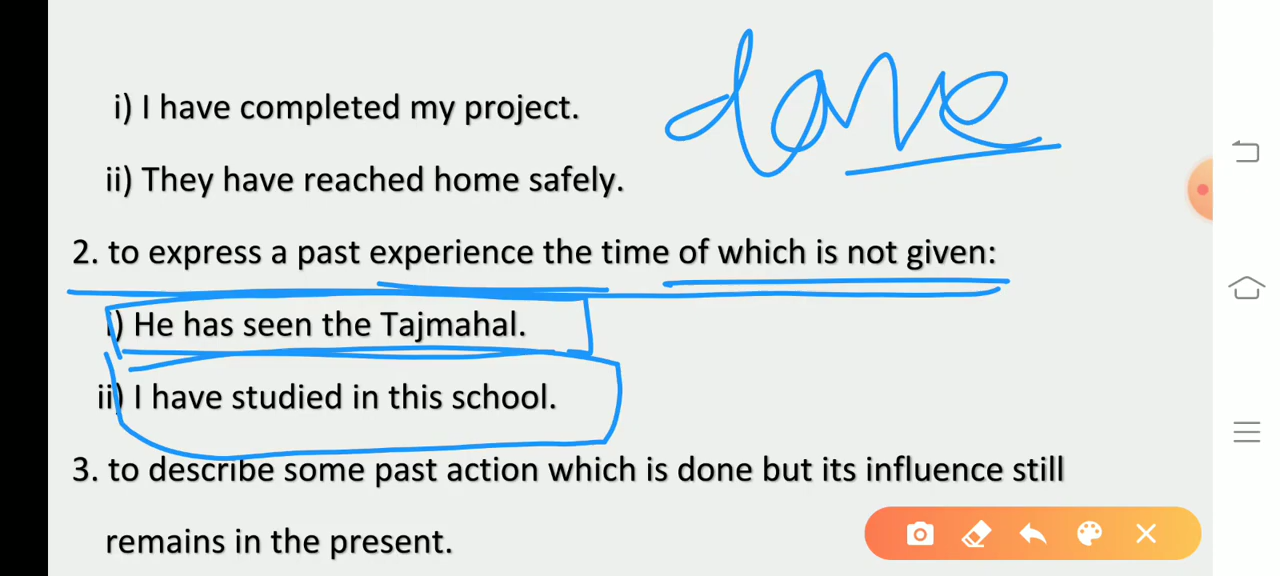 done
i) I have completed my project.
ii) They have reached home safely.
2. to express a past experience the time of which is not given:
i) He has seen the Tajmahal.
ii) I have studied in this school.
3. to describe some past action which is done but its influence still
remains in the present.